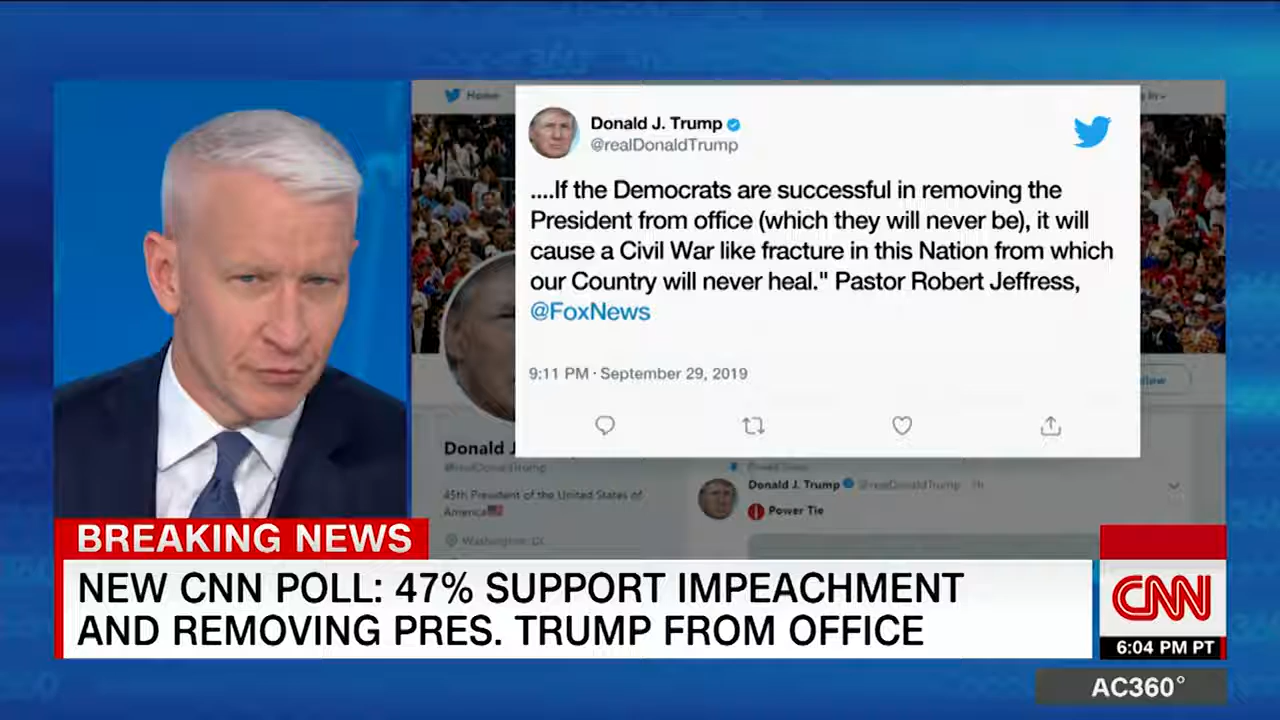 Home
Donald J. Trump
@realDonaldTrump
....If the Democrats are successful in removing the
President from office (which they will never be), it will
cause a Civil War like fracture in this Nation from which
our Country will never heal." Pastor Robert Jeffress,
@FoxNews
9:11 PM · September 29, 2019
Donald J
@realDonaldTrump
45th President of the United States of
America
Washington, DC
Donald J. Trump @realDonaldTrump
Power Tie
BREAKING NEWS
NEW CNN POLL: 47% SUPPORT IMPEACHMENT
AND REMOVING PRES. TRUMP FROM OFFICE
CNN
6:04 PM PT
AC360°